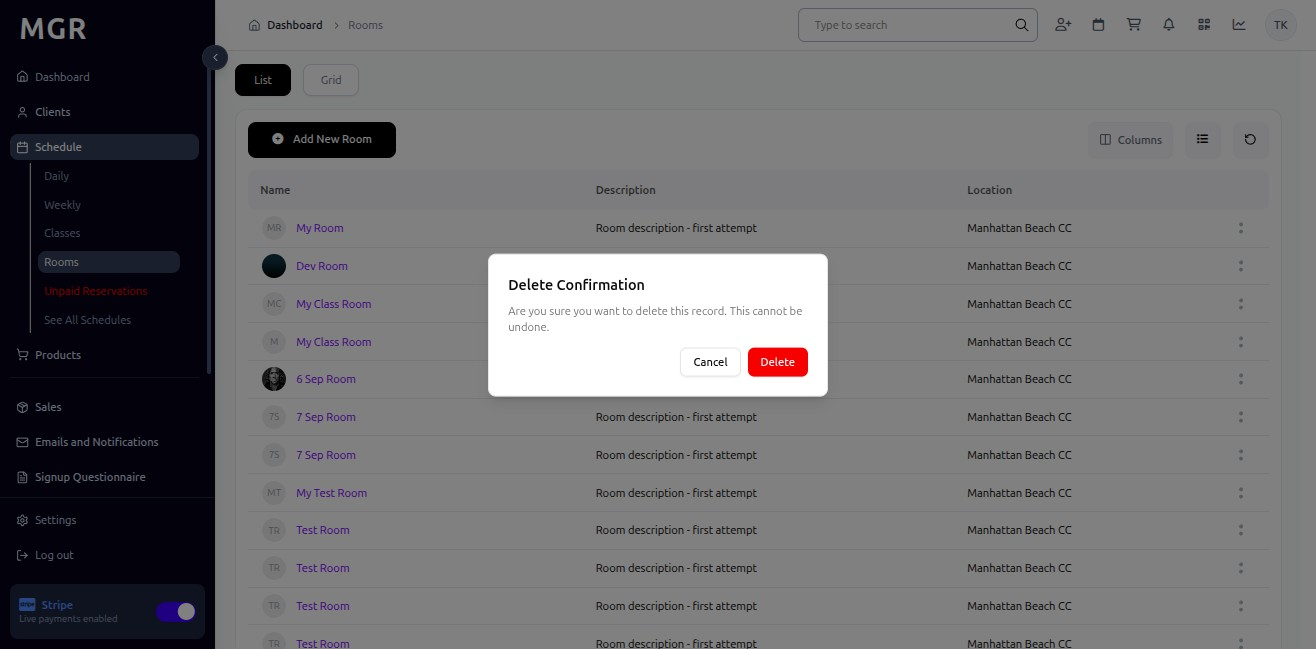 MGR
Dashboard
Clients
Schedule
Daily
Weekly
Classes
Rooms
Unpaid Reservations
See All Schedules
Products
Sales
Emails and Notifications
Signup Questionnaire
Settings
Log out
Stripe
Live payments enabled
Dashboard > Rooms
Type to search
TK
List Grid
Add New Room
Columns
Name Description Location
MR My Room Room description - first attempt Manhattan Beach CC
Dev Room Manhattan Beach CC
MC My Class Room Manhattan Beach CC
M My Class Room Manhattan Beach CC
6 Sep Room Manhattan Beach CC
7S 7 Sep Room Room description - first attempt Manhattan Beach CC
7S 7 Sep Room Room description - first attempt Manhattan Beach CC
MT My Test Room Room description - first attempt Manhattan Beach CC
TR Test Room Room description - first attempt Manhattan Beach CC
TR Test Room Room description - first attempt Manhattan Beach CC
TR Test Room Room description - first attempt Manhattan Beach CC
TR Test Room Room description - first attempt Manhattan Beach CC
Delete Confirmation
Are you sure you want to delete this record. This cannot be
undone.
Cancel Delete